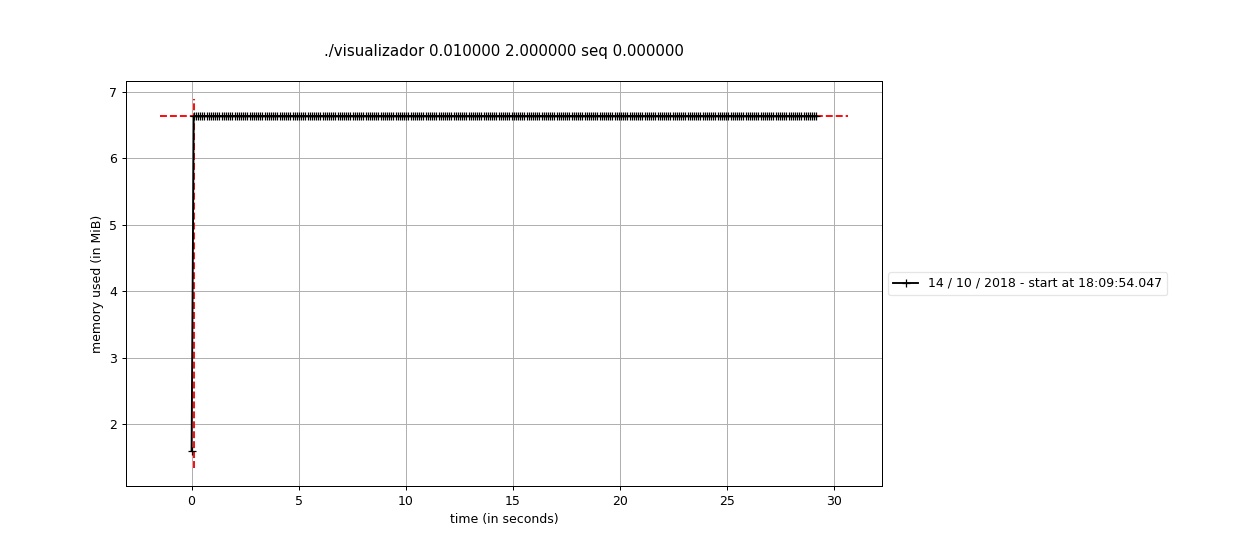 ./visualizador 0.010000 2.000000 seq 0.000000
7
6
5
4
3
2
memory used (in MiB)
14 / 10 / 2018 - start at 18:09:54.047
0 5 10 15 20 25 30
time (in seconds)